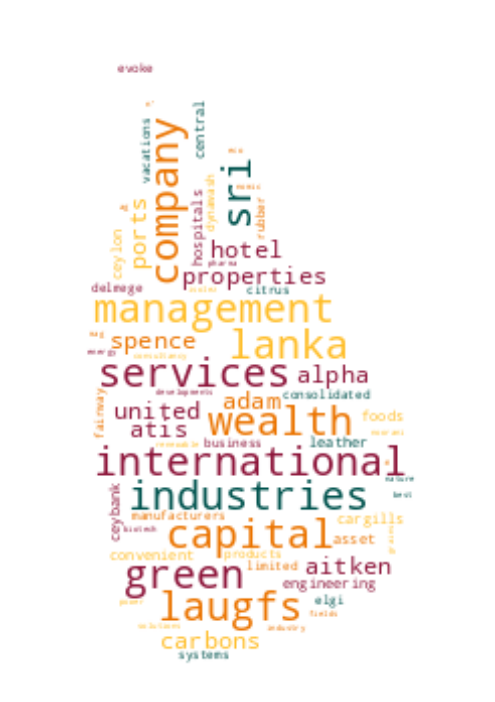 evoke
company
central
vacations
sri
ports
hospitals
dynawash
rubber
ceylon
hotel
pharma
properties
citrus
delmege
management
spence
lanka
energy
consultancy
services
alpha
developments
consolidated
fairway
adam
united
wealth
foods
atis
business
leather
renewable
international
nature
industries
best
ceybank
manufacturers
cargills
biotech
capital
asset
convenient
products
limited
aitken
green
engineering
power
laugfs
elgi
fields
solutions
industry
carbons
systems